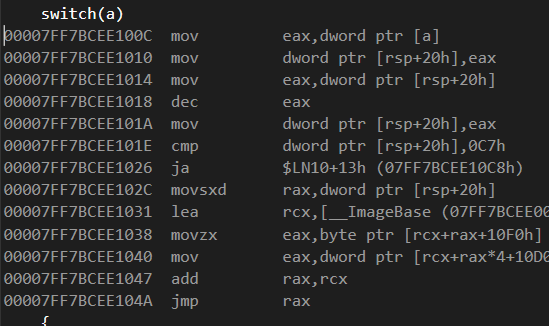 switch(a)
00007FF7BCEE100C mov eax,dword ptr [a]
00007FF7BCEE1010 mov dword ptr [rsp+20h],eax
00007FF7BCEE1014 mov eax,dword ptr [rsp+20h]
00007FF7BCEE1018 dec eax
00007FF7BCEE101A mov dword ptr [rsp+20h],eax
00007FF7BCEE101E cmp dword ptr [rsp+20h],0C7h
00007FF7BCEE1026 ja $LN10+13h (07FF7BCEE10C8h)
00007FF7BCEE102C movsxd rax,dword ptr [rsp+20h]
00007FF7BCEE1031 lea rcx,[__ImageBase (07FF7BCEE00
00007FF7BCEE1038 movzx eax,byte ptr [rcx+rax+10F0h]
00007FF7BCEE1040 mov eax,dword ptr [rcx+rax*4+10D0
00007FF7BCEE1047 add rax,rcx
00007FF7BCEE104A jmp rax
{